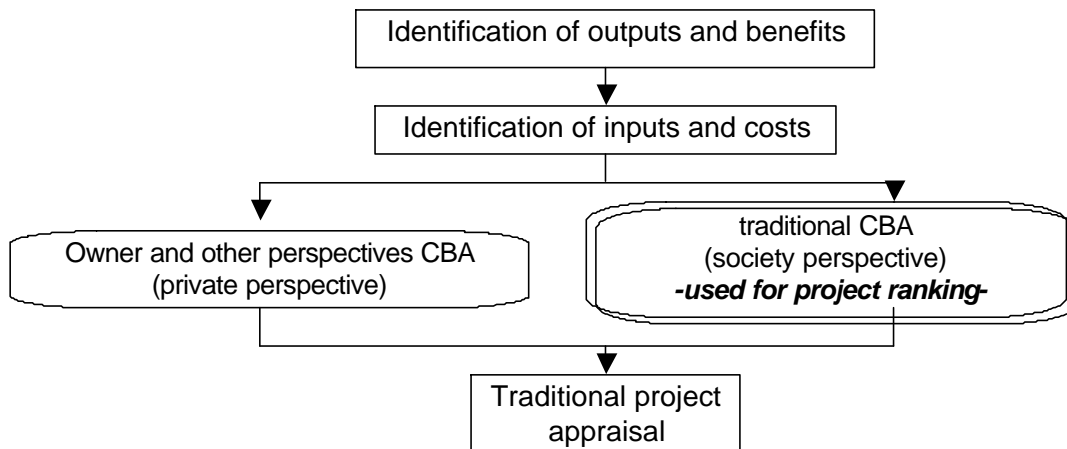 Identification of outputs and benefits
Identification of inputs and costs
Owner and other perspectives CBA
(private perspective)
traditional CBA
(society perspective)
-used for project ranking-
Traditional project
appraisal